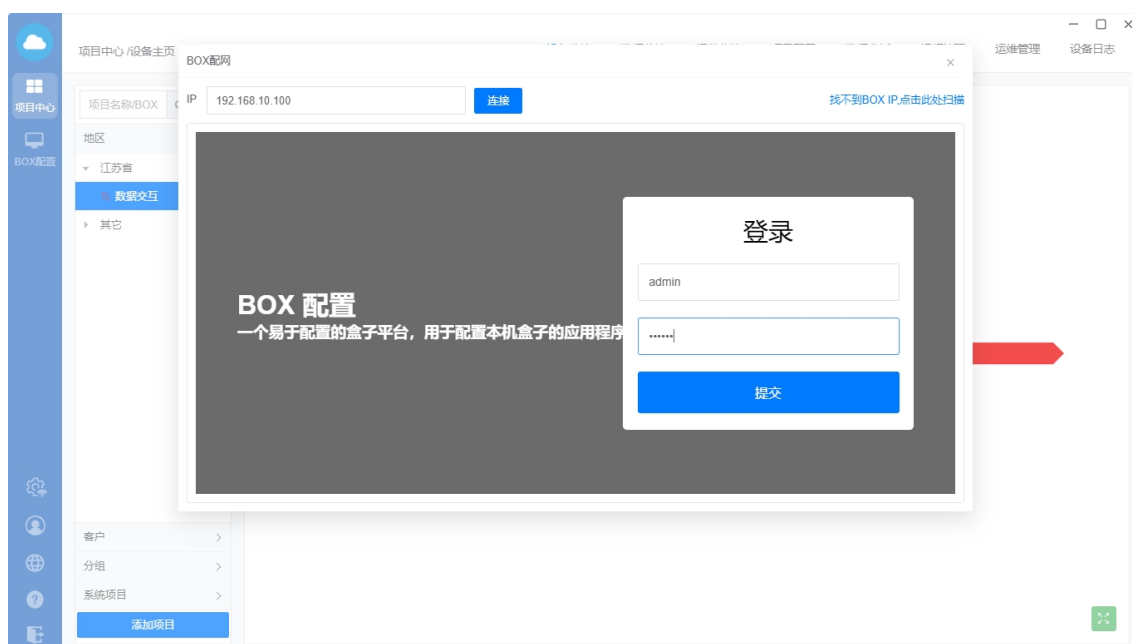 项目中心 /设备主页
运维管理
设备日志
BOX配网
项目中心
项目名称/BOX
IP
192.168.10.100
连接
找不到BOX IP,点击此处扫描
BOX配置
地区
江苏省
数据交互
其它
登录
admin
BOX 配置
一个易于配置的盒子平台，用于配置本机盒子的应用程序
••••••
提交
客户
分组
系统项目
添加项目